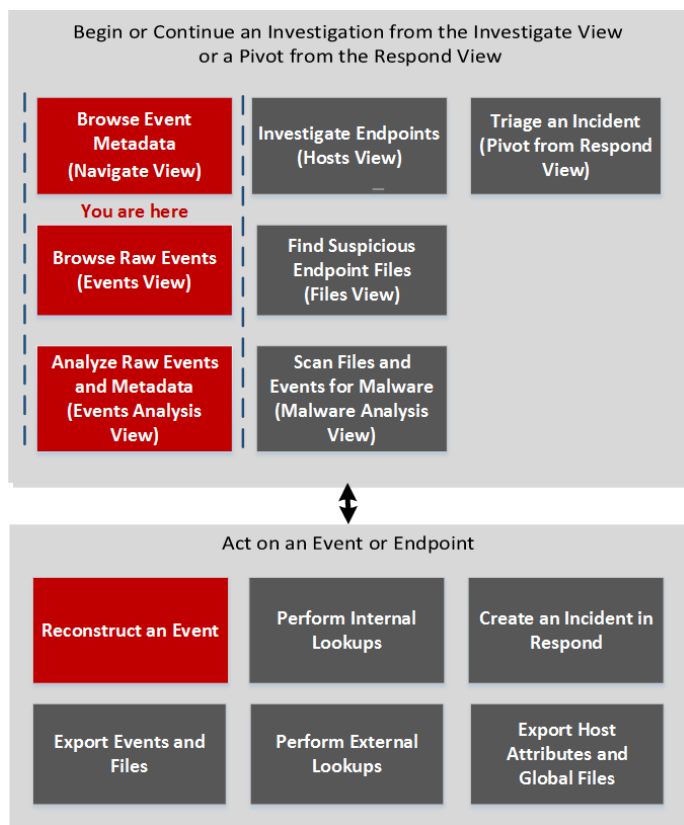 Begin or Continue an Investigation from the Investigate View
or a Pivot from the Respond View
Browse Event
Metadata
(Navigate View)
Investigate Endpoints
(Hosts View)
Triage an Incident
(Pivot from Respond
View)
You are here
Browse Raw Events
(Events View)
Find Suspicious
Endpoint Files
(Files View)
Analyze Raw Events
and Metadata
(Events Analysis
View)
Scan Files and
Events for Malware
(Malware Analysis
View)
Act on an Event or Endpoint
Reconstruct an Event
Perform Internal
Lookups
Create an Incident in
Respond
Export Events and
Files
Perform External
Lookups
Export Host
Attributes and
Global Files